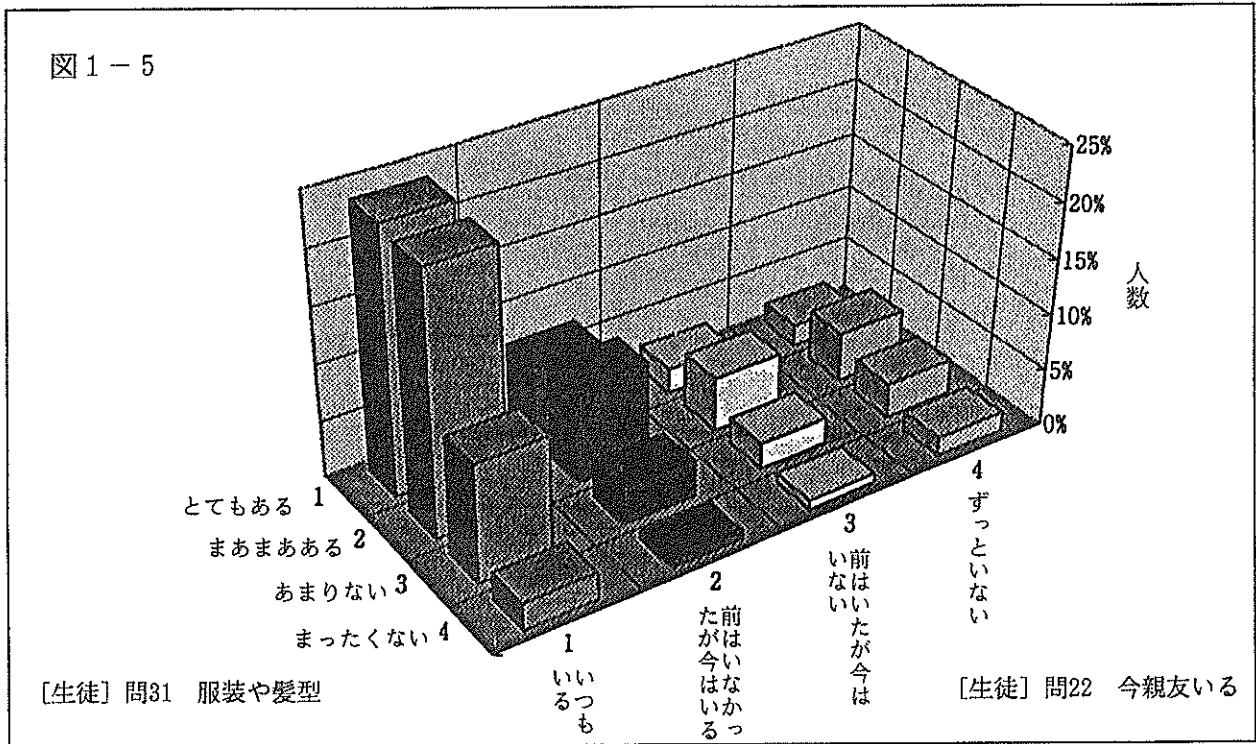 図1－5
25%
20%
15%
10%
5%
0%
人数
とてもある 1
まあまあある 2
あまりない 3
まったくない 4
1
いつも
いる
2
前はいなかっ
たが今はいる
3
前はいたが今は
いない
4
ずっといない
[生徒] 問31 服装や髪型
[生徒] 問22 今親友いる